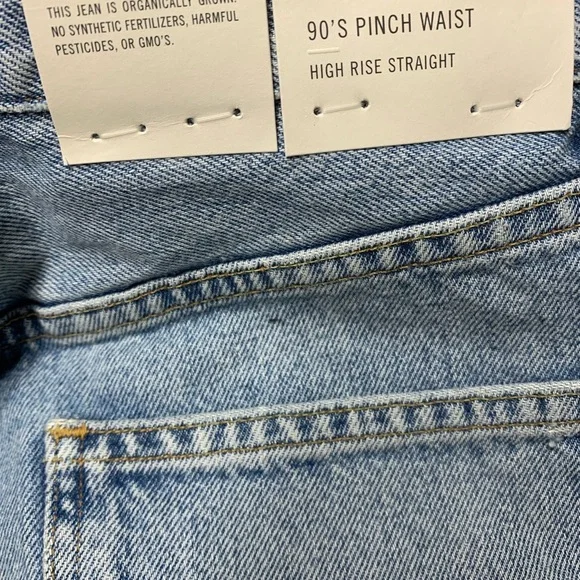 THIS JEAN IS ORGANICALLY GROWN.
NO SYNTHETIC FERTILIZERS, HARMFUL
PESTICIDES, OR GMO'S.
90'S PINCH WAIST
HIGH RISE STRAIGHT